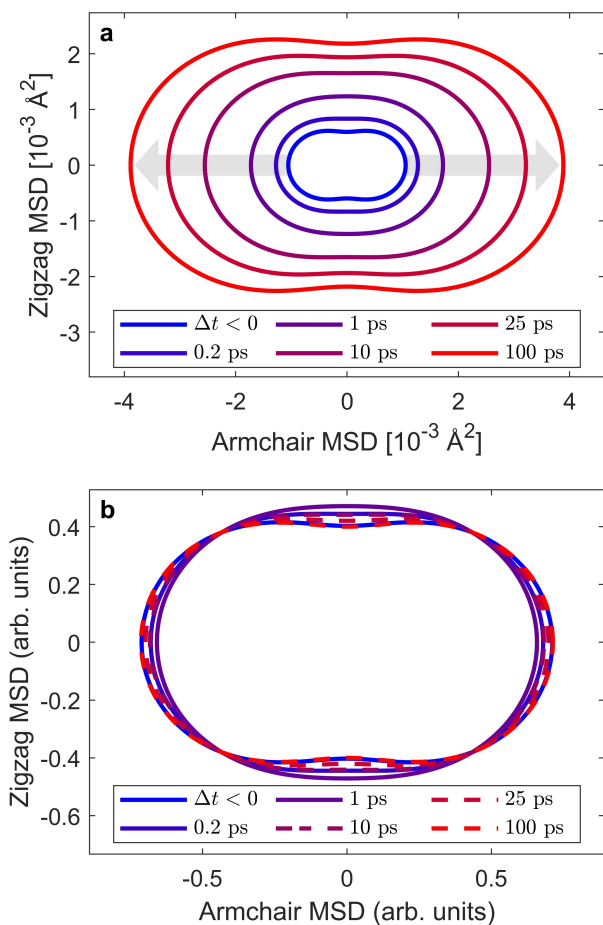 a
2
1
0
-1
-2
-3
Zigzag MSD [10⁻³ Å²]
Δt < 0 1 ps 25 ps
0.2 ps 10 ps 100 ps
-4 -2 0 2 4
Armchair MSD [10⁻³ Å²]
b
0.4
0.2
0
-0.2
-0.4
-0.6
Zigzag MSD (arb. units)
Δt < 0 1 ps 25 ps
0.2 ps 10 ps 100 ps
-0.5 0 0.5
Armchair MSD (arb. units)